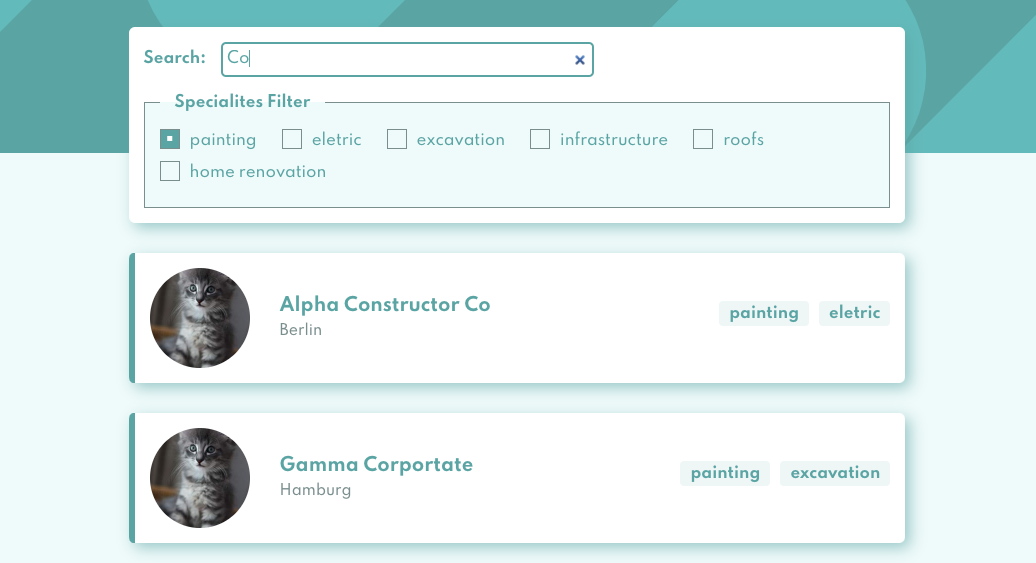 Search: Co
Specialites Filter
painting eletric excavation infrastructure roofs
home renovation
Alpha Constructor Co
Berlin
painting eletric
Gamma Corportate
Hamburg
painting excavation